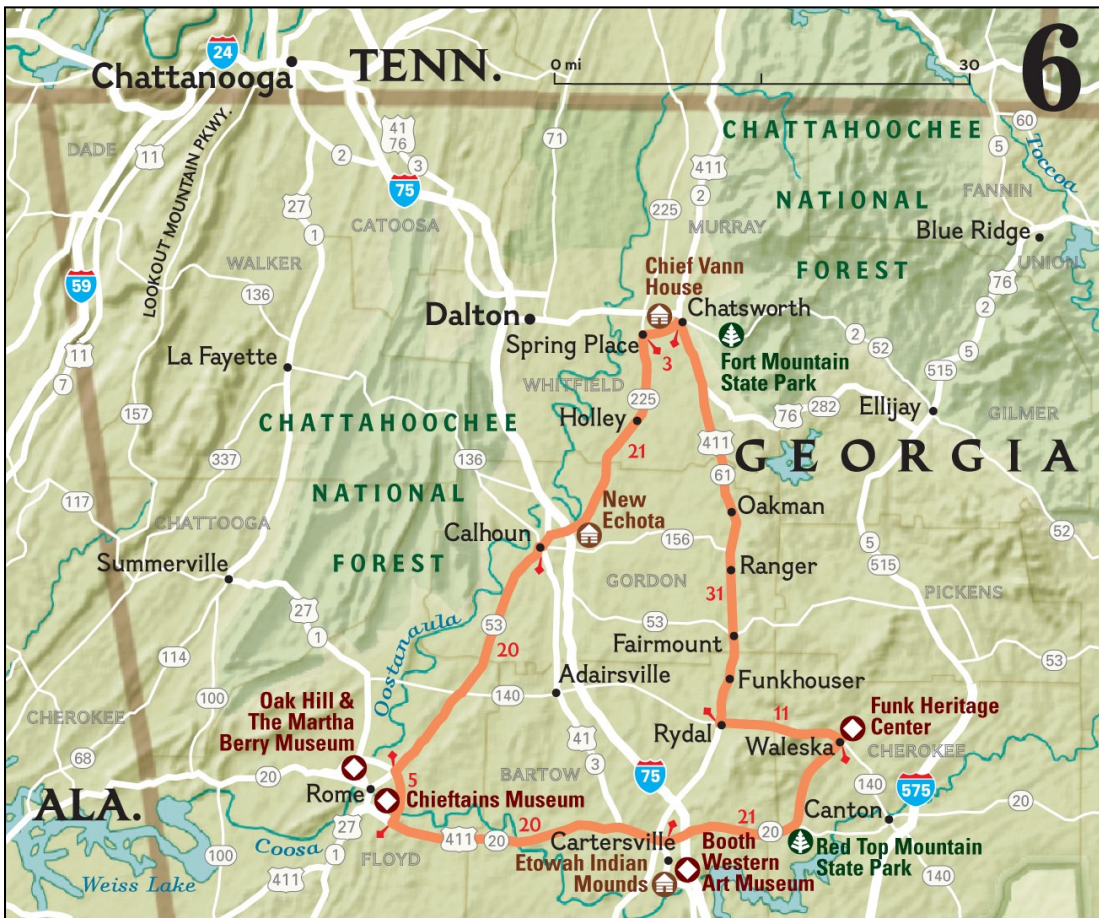 24
Chattanooga
TENN.
0 mi
30
6
DADE
11
LOOKOUT MOUNTAIN PKWY.
2
41
76
3
75
71
411
2
225
MURRAY
CHATTAHOOCHEE
NATIONAL
FOREST
60
5
Toccoa
FANNIN
Blue Ridge
UNION
76
2
27
1
CATOOSA
WALKER
136
59
11
7
La Fayette
157
Dalton
Chief Vann
House
Chatsworth
Spring Place
3
Fort Mountain
State Park
2
52
5
515
WHITFIELD
225
Holley
21
76
282
Ellijay
GILMER
CHATTAHOOCHEE
NATIONAL
FOREST
136
337
117
CHATTOOGA
411
61
GEORGIA
New
Echota
Oakman
52
Calhoun
156
Ranger
5
515
Summerville
GORDON
31
PICKENS
27
1
53
20
Oostanaula
53
Fairmount
53
114
100
Adairsville
140
Funkhouser
CHEROKEE
Oak Hill &
The Martha
Berry Museum
Rydal
11
Funk Heritage
Center
Waleska
CHEROKEE
68
20
41
3
BARTOW
75
140
575
ALA.
Rome
5
Chieftains Museum
Canton
20
27
1
411
20
20
Cartersville
21
20
Coosa
FLOYD
Etowah Indian
Mounds
Booth
Western
Art Museum
Red Top Mountain
State Park
100
411
Weiss Lake
140